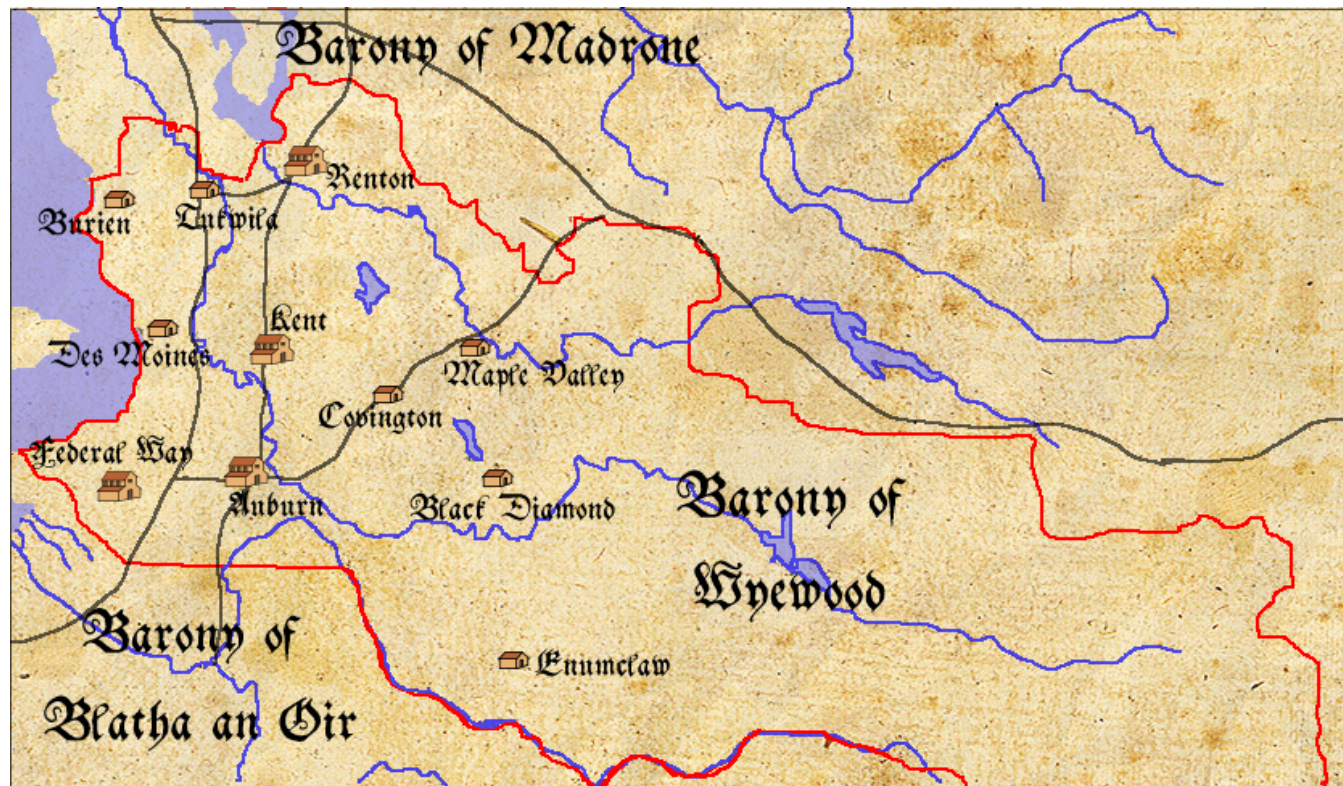 Barony of Madrone
Renton
Burien
Tukwila
Kent
Des Moines
Maple Valley
Covington
Federal Way
Auburn
Black Diamond
Barony of
Wyewood
Barony of
Blatha an Oir
Enumclaw